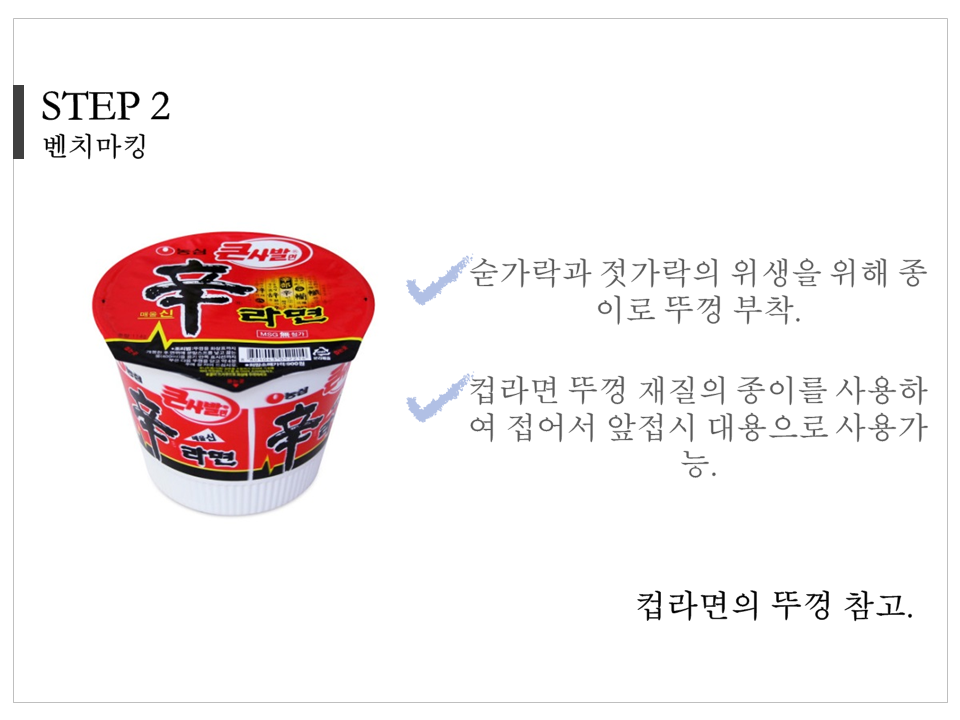 STEP 2
벤치마킹
농심
큰사발면
辛
매운 신
라면
MSG 無 첨가
농심
큰사발면
辛
매운신
라면
辛
숟가락과 젓가락의 위생을 위해 종
이로 뚜껑 부착.
컵라면 뚜껑 재질의 종이를 사용하
여 접어서 앞접시 대용으로 사용가
능.
컵라면의 뚜껑 참고.